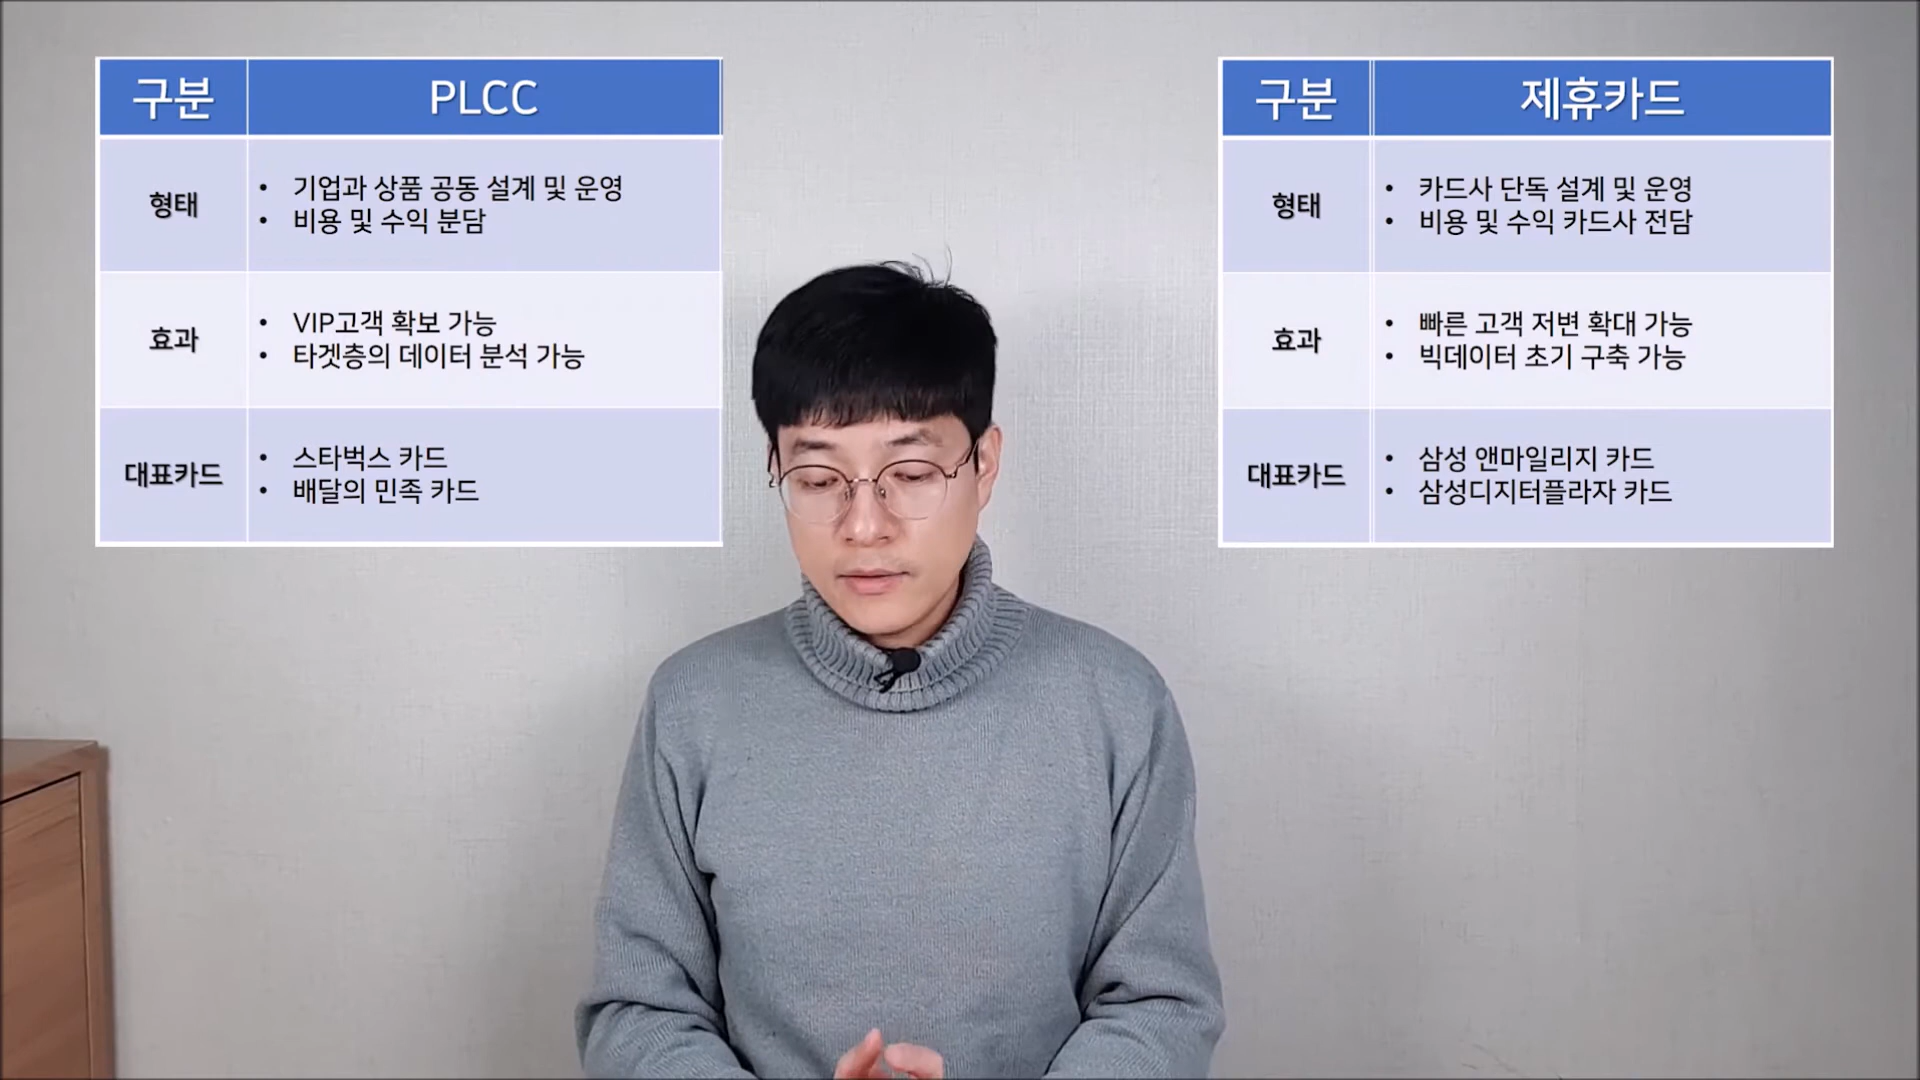 구분 PLCC
형태
• 기업과 상품 공동 설계 및 운영
• 비용 및 수익 분담
효과
• VIP고객 확보 가능
• 타겟층의 데이터 분석 가능
대표카드
• 스타벅스 카드
• 배달의 민족 카드
구분 제휴카드
형태
• 카드사 단독 설계 및 운영
• 비용 및 수익 카드사 전담
효과
• 빠른 고객 저변 확대 가능
• 빅데이터 초기 구축 가능
대표카드
• 삼성 앤마일리지 카드
• 삼성디지터플라자 카드